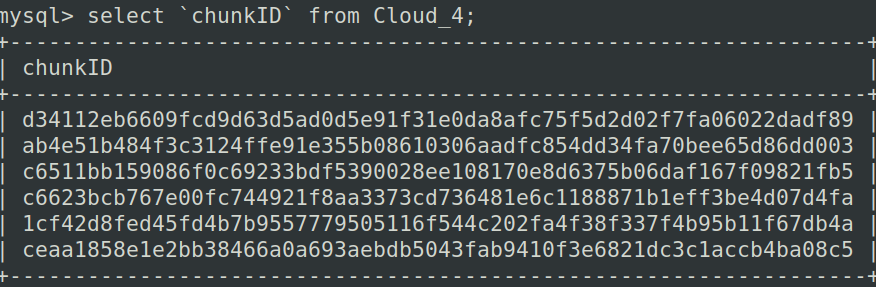 mysql> select `chunkID` from Cloud_4;
+------------------------------------------------------------------+
| chunkID |
+------------------------------------------------------------------+
| d34112eb6609fcd9d63d5ad0d5e91f31e0da8afc75f5d2d02f7fa06022dadf89 |
| ab4e51b484f3c3124ffe91e355b08610306aadfc854dd34fa70bee65d86dd003 |
| c6511bb159086f0c69233bdf5390028ee108170e8d6375b06daf167f09821fb5 |
| c6623bcb767e00fc744921f8aa3373cd736481e6c1188871b1eff3be4d07d4fa |
| 1cf42d8fed45fd4b7b9557779505116f544c202fa4f38f337f4b95b11f67db4a |
| ceaa1858e1e2bb38466a0a693aebdb5043fab9410f3e6821dc3c1accb4ba08c5 |
+------------------------------------------------------------------+